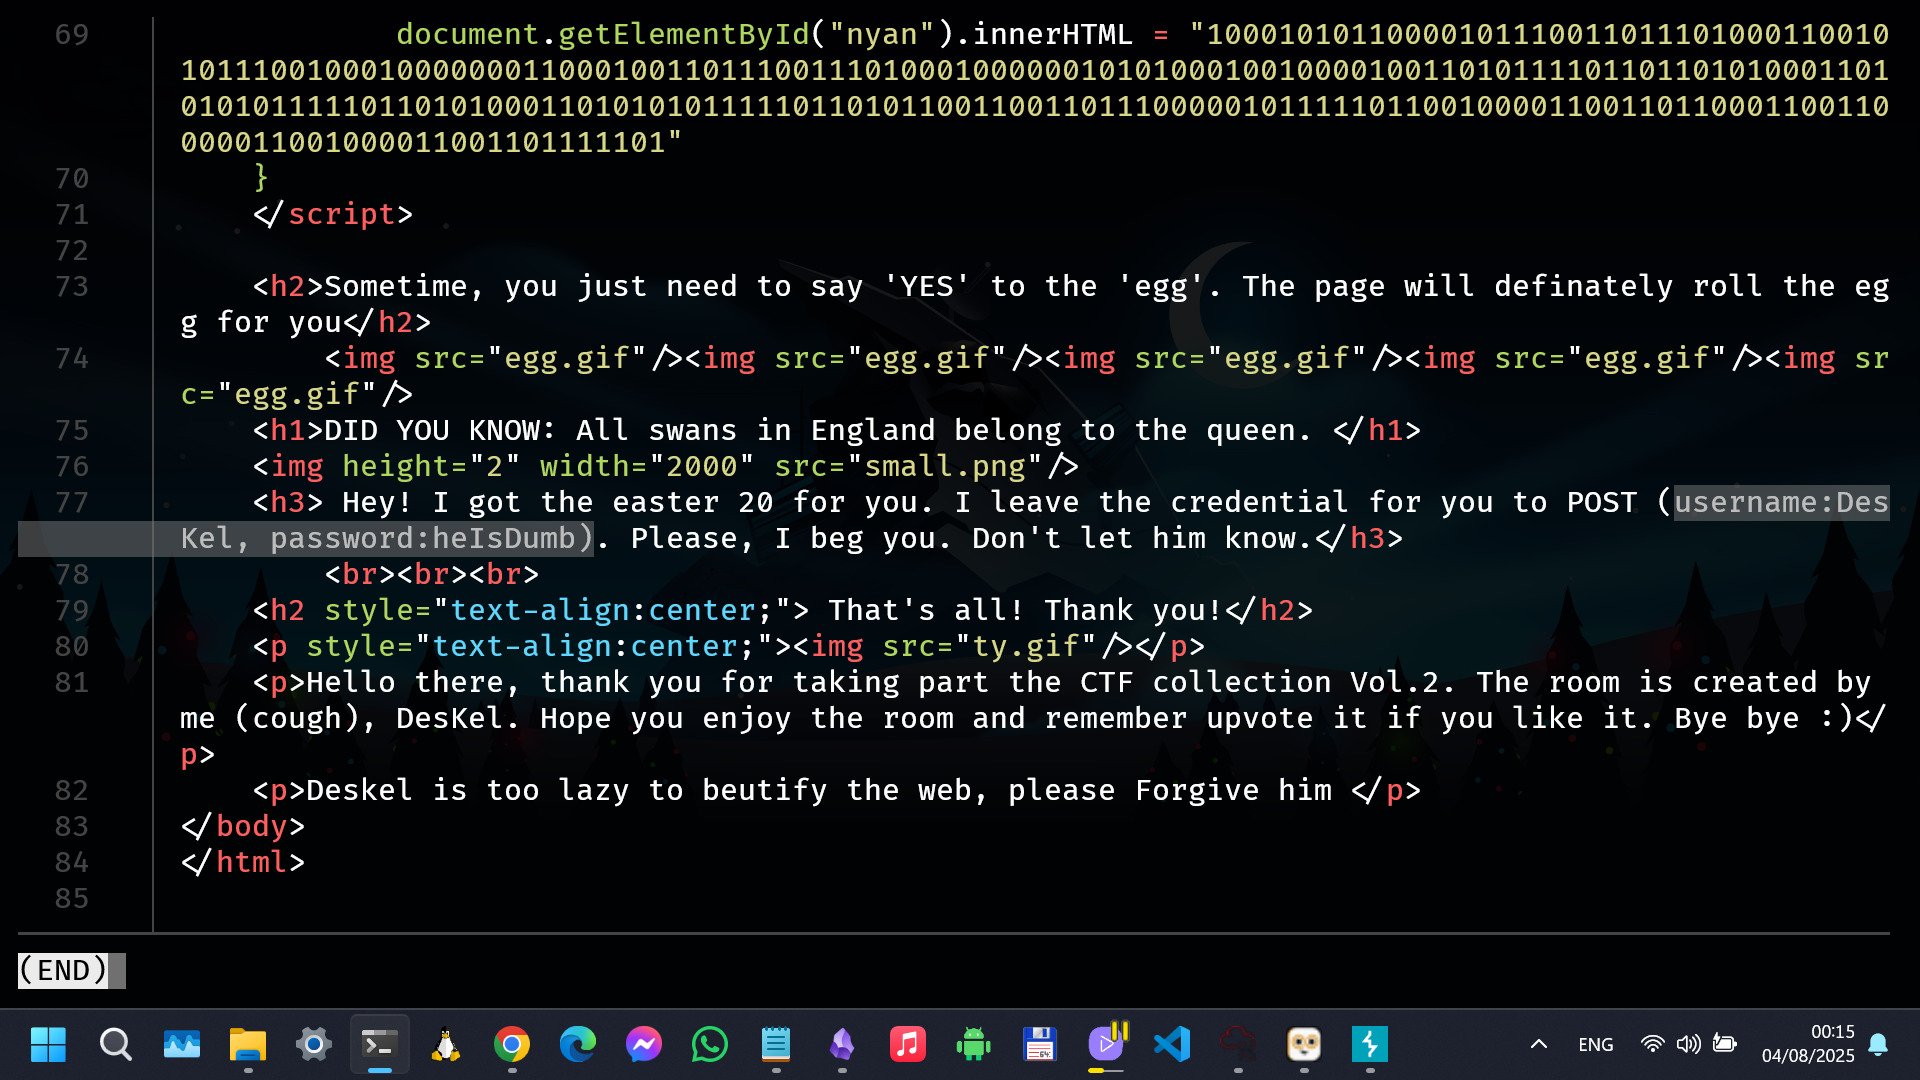 69 document.getElementById("nyan").innerHTML = "10001010110000101110011011101000110010
10111001000100000001100010011011100111010001000000101010001001000010011010111101101101010001101
01010111110110101000110101010111110110101100110011011100000101111101100100001100110110001100110
000011001000011001101111101"
70 }
71 </script>
72
73 <h2>Sometime, you just need to say 'YES' to the 'egg'. The page will definately roll the eg
g for you</h2>
74 <img src="egg.gif"/><img src="egg.gif"/><img src="egg.gif"/><img src="egg.gif"/><img sr
c="egg.gif"/>
75 <h1>DID YOU KNOW: All swans in England belong to the queen. </h1>
76 <img height="2" width="2000" src="small.png"/>
77 <h3> Hey! I got the easter 20 for you. I leave the credential for you to POST (username:Des
Kel, password:heIsDumb). Please, I beg you. Don't let him know.</h3>
78 <br><br><br>
79 <h2 style="text-align:center;"> That's all! Thank you!</h2>
80 <p style="text-align:center;"><img src="ty.gif"/></p>
81 <p>Hello there, thank you for taking part the CTF collection Vol.2. The room is created by
me (cough), DesKel. Hope you enjoy the room and remember upvote it if you like it. Bye bye :)</
p>
82 <p>Deskel is too lazy to beutify the web, please Forgive him </p>
83 </body>
84 </html>
85
(END)
ENG
00:15
04/08/2025